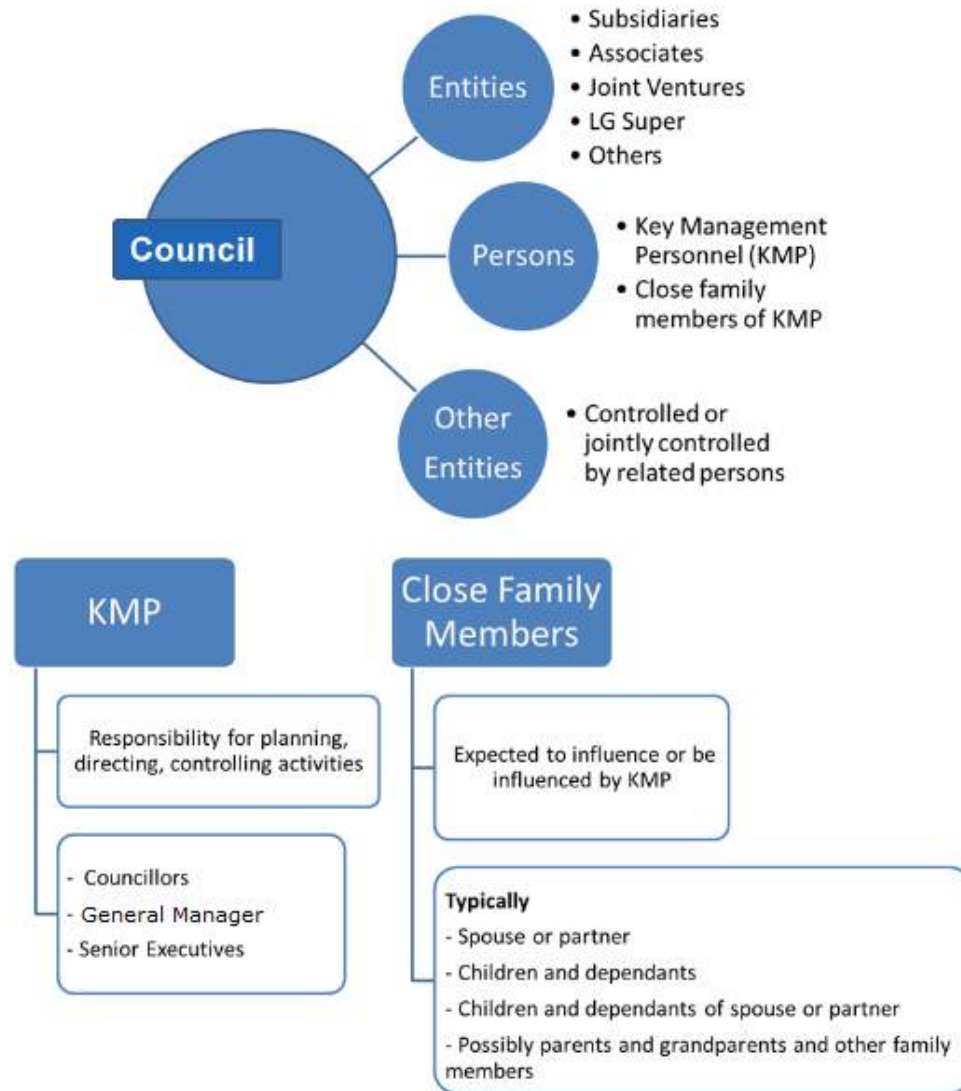 Council
Entities
• Subsidiaries
• Associates
• Joint Ventures
• LG Super
• Others
Persons
• Key Management
Personnel (KMP)
• Close family
members of KMP
Other
Entities
• Controlled or
jointly controlled
by related persons
KMP
Responsibility for planning,
directing, controlling activities
- Councillors
- General Manager
- Senior Executives
Close Family
Members
Expected to influence or be
influenced by KMP
Typically
- Spouse or partner
- Children and dependants
- Children and dependants of spouse or partner
- Possibly parents and grandparents and other family
members